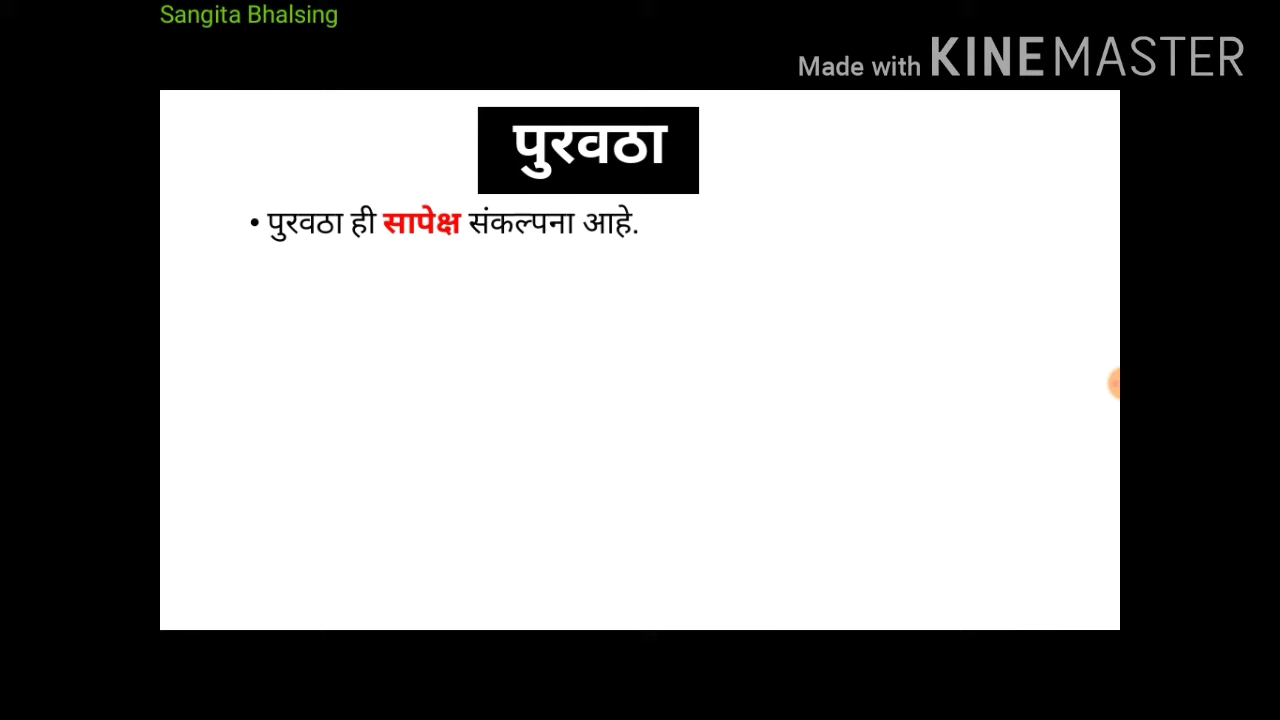 Sangita Bhalsing
Made with KINEMASTER
पुरवठा
• पुरवठा ही सापेक्ष संकल्पना आहे.